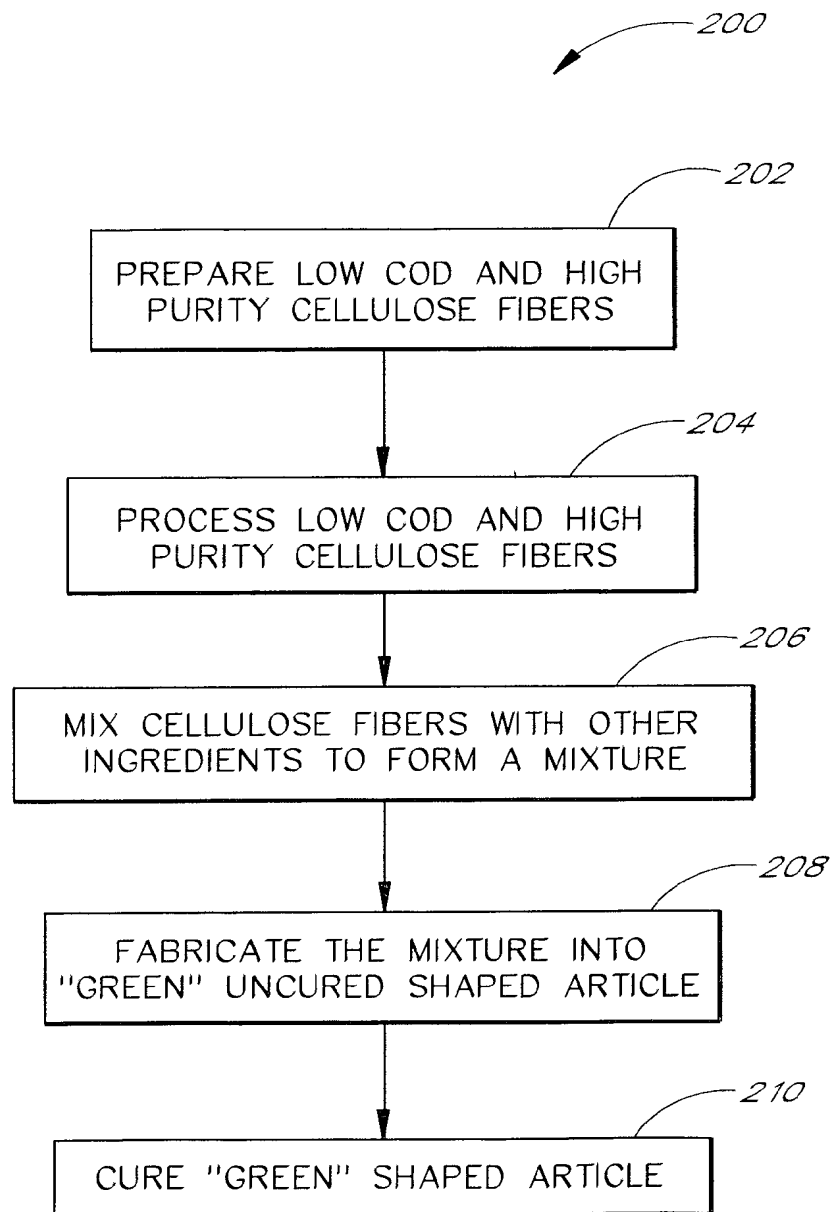 200
202
PREPARE LOW COD AND HIGH
PURITY CELLULOSE FIBERS
204
PROCESS LOW COD AND HIGH
PURITY CELLULOSE FIBERS
206
MIX CELLULOSE FIBERS WITH OTHER
INGREDIENTS TO FORM A MIXTURE
208
FABRICATE THE MIXTURE INTO
"GREEN" UNCURED SHAPED ARTICLE
210
CURE "GREEN" SHAPED ARTICLE